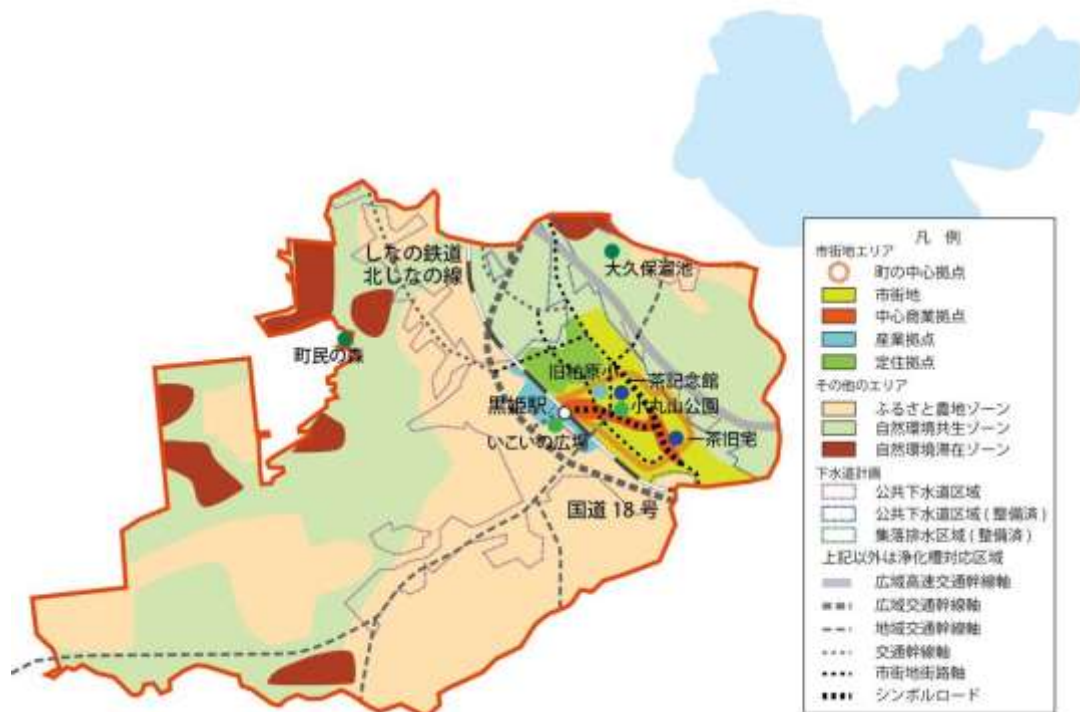 しなの鉄道
北しなの線
大久保溜池
町民の森
旧柏原小
一茶記念館
黒姫駅
小丸山公園
いこいの広場
一茶旧宅
国道18号
凡 例
市街地エリア
町の中心拠点
市街地
中心商業拠点
産業拠点
定住拠点
その他のエリア
ふるさと農地ゾーン
自然環境共生ゾーン
自然環境滞在ゾーン
下水道計画
公共下水道区域
公共下水道区域(整備済)
集落排水区域(整備済)
上記以外は浄化槽対応区域
広域高速交通幹線軸
広域交通幹線軸
地域交通幹線軸
交通幹線軸
市街地街路軸
シンボルロード